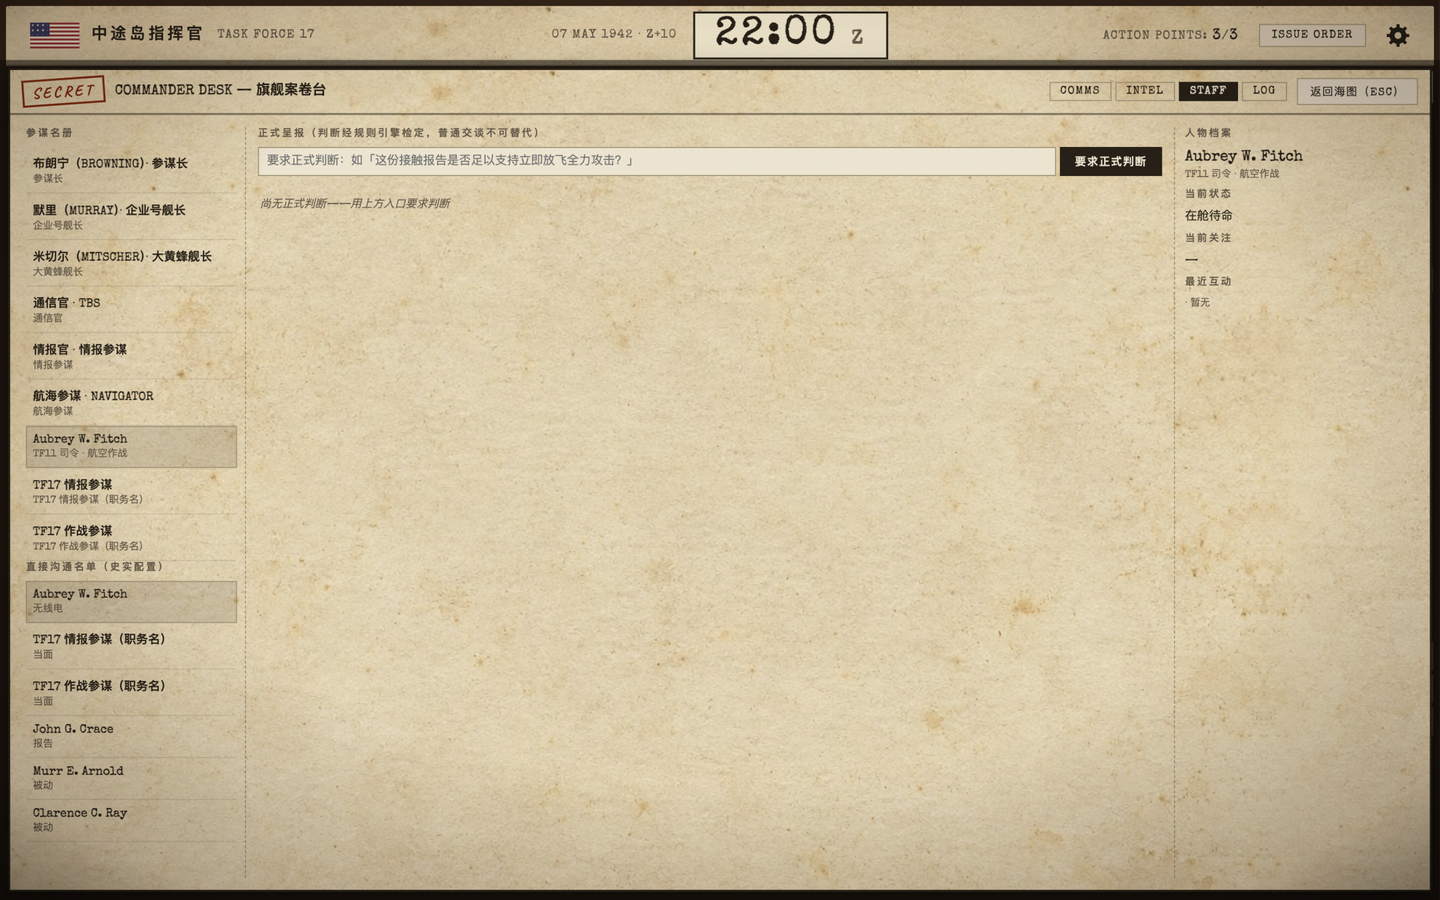 中途岛指挥官 TASK FORCE 17
07 MAY 1942 · Z+10
22:00 Z
ACTION POINTS: 3/3
ISSUE ORDER
SECRET
COMMANDER DESK — 旗舰案卷台
COMMS
INTEL
STAFF
LOG
返回海图 (ESC)
参谋名册
布朗宁 (BROWNING)· 参谋长
参谋长
默里 (MURRAY)· 企业号舰长
企业号舰长
米切尔 (MITSCHER)· 大黄蜂舰长
大黄蜂舰长
通信官 · TBS
通信官
情报官 · 情报参谋
情报参谋
航海参谋 · NAVIGATOR
航海参谋
Aubrey W. Fitch
TF11 司令 · 航空作战
TF17 情报参谋
TF17 情报参谋 (职务名)
TF17 作战参谋
TF17 作战参谋 (职务名)
直接沟通名单 (史实配置)
Aubrey W. Fitch
无线电
TF17 情报参谋 (职务名)
当面
TF17 作战参谋 (职务名)
当面
John G. Crace
报告
Murr E. Arnold
被动
Clarence C. Ray
被动
正式呈报 (判断经规则引擎检定, 普通交谈不可替代)
要求正式判断: 如「这份接触报告是否足以支持立即放飞全力攻击? 」
要求正式判断
尚无正式判断——用上方入口要求判断
人物档案
Aubrey W. Fitch
TF11 司令 · 航空作战
当前状态
在舱待命
当前关注
—
最近互动
· 暂无